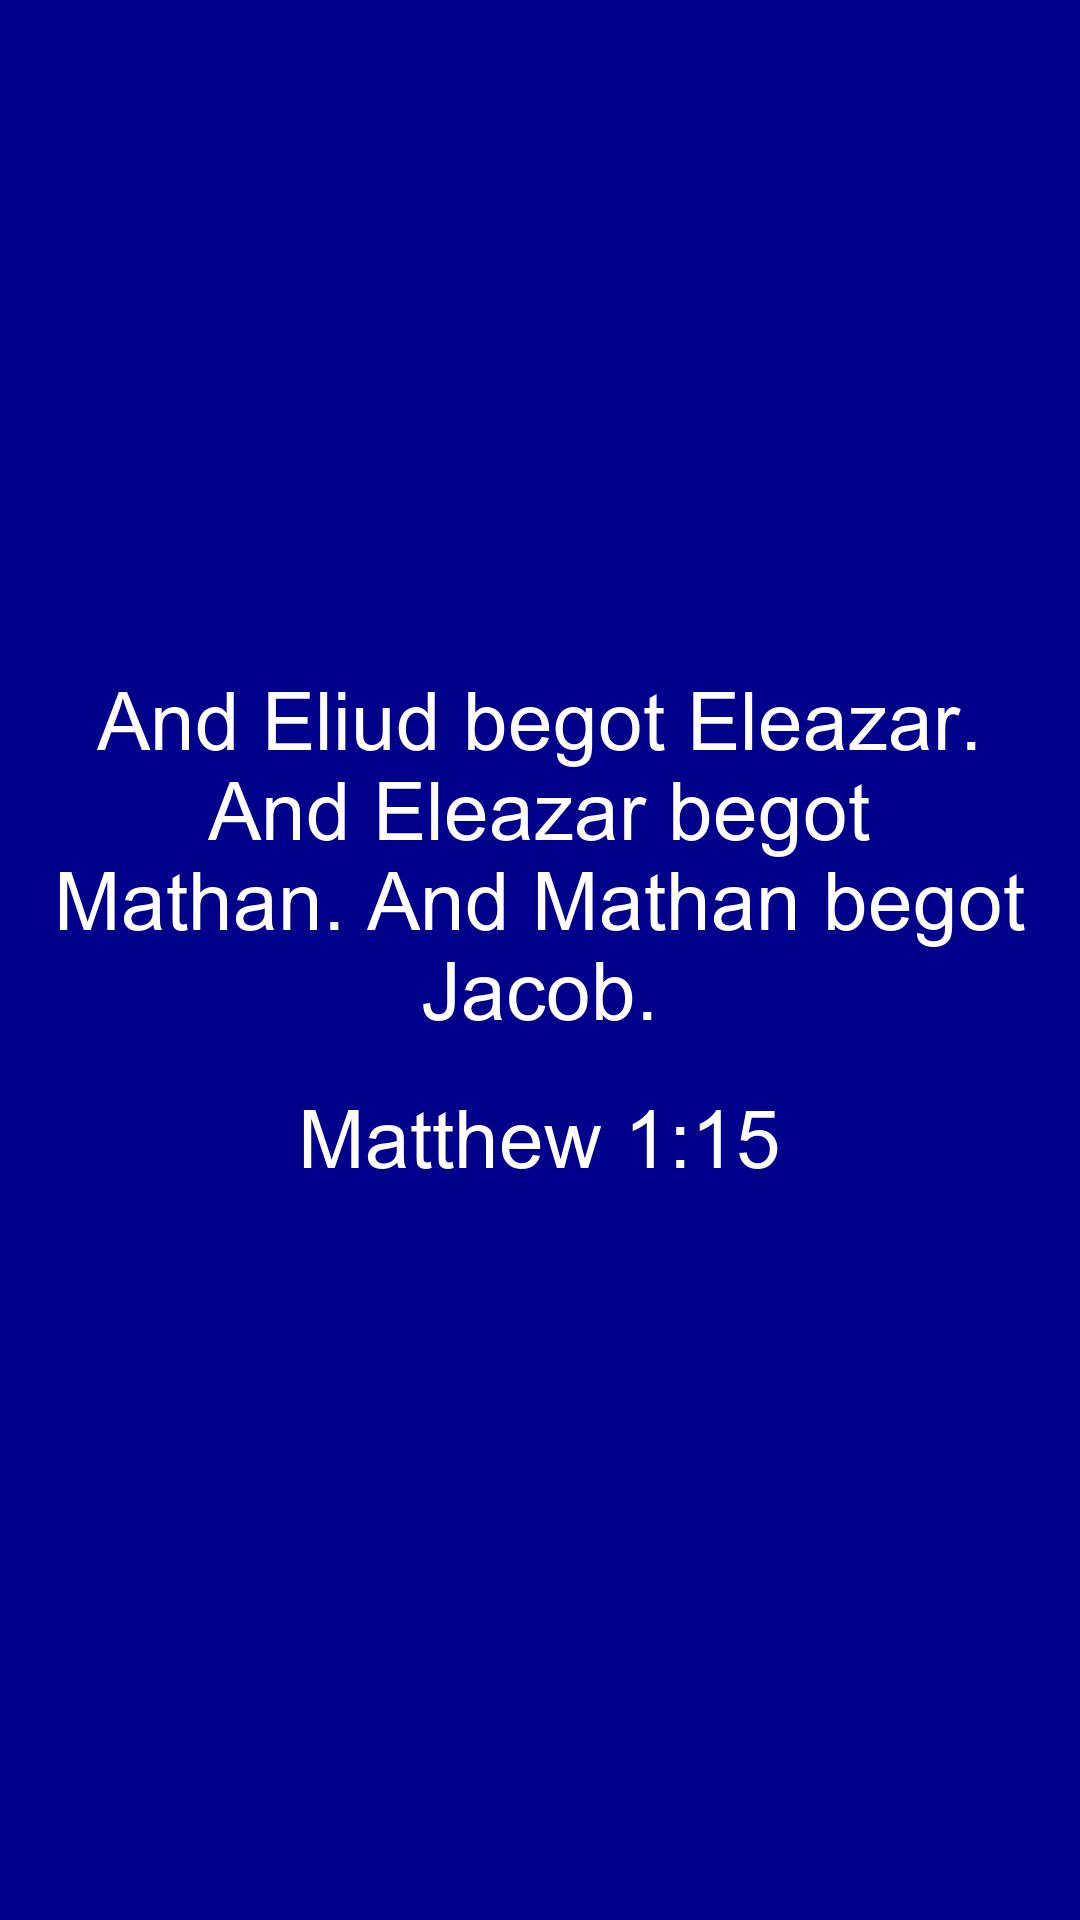 And Eliud begot Eleazar.
And Eleazar begot
Mathan. And Mathan begot
Jacob.
Matthew 1:15